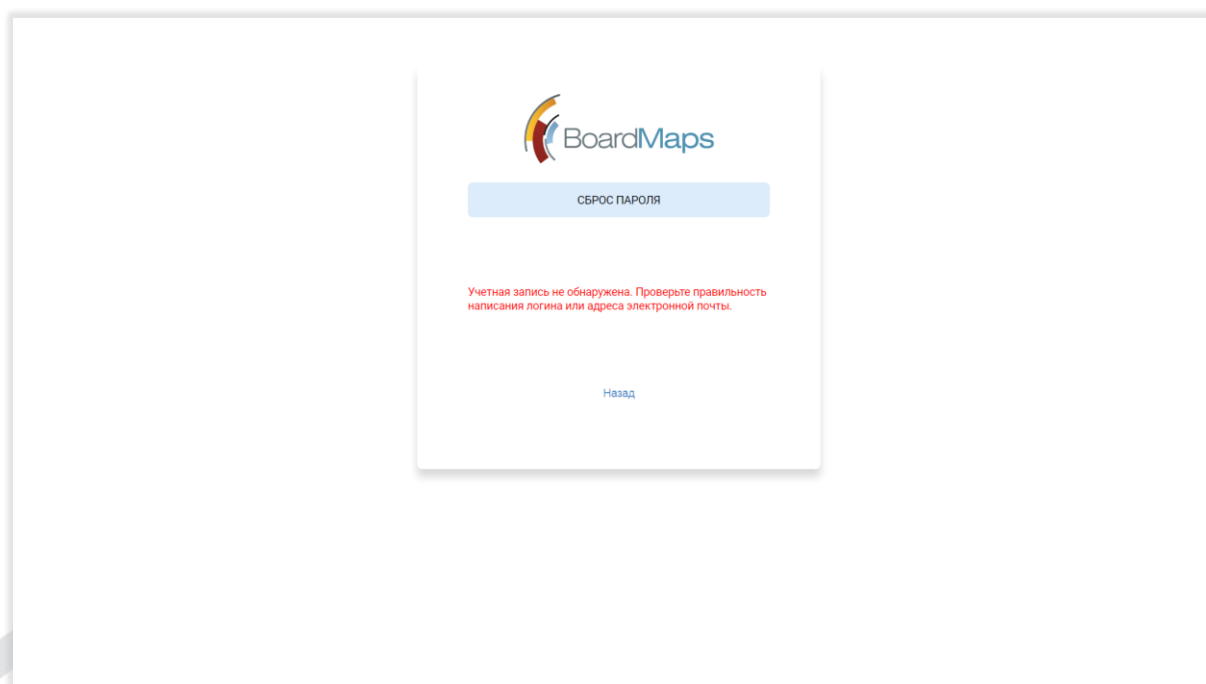 BoardMaps
СБРОС ПАРОЛЯ
Учетная запись не обнаружена. Проверьте правильность
написания логина или адреса электронной почты.
Назад